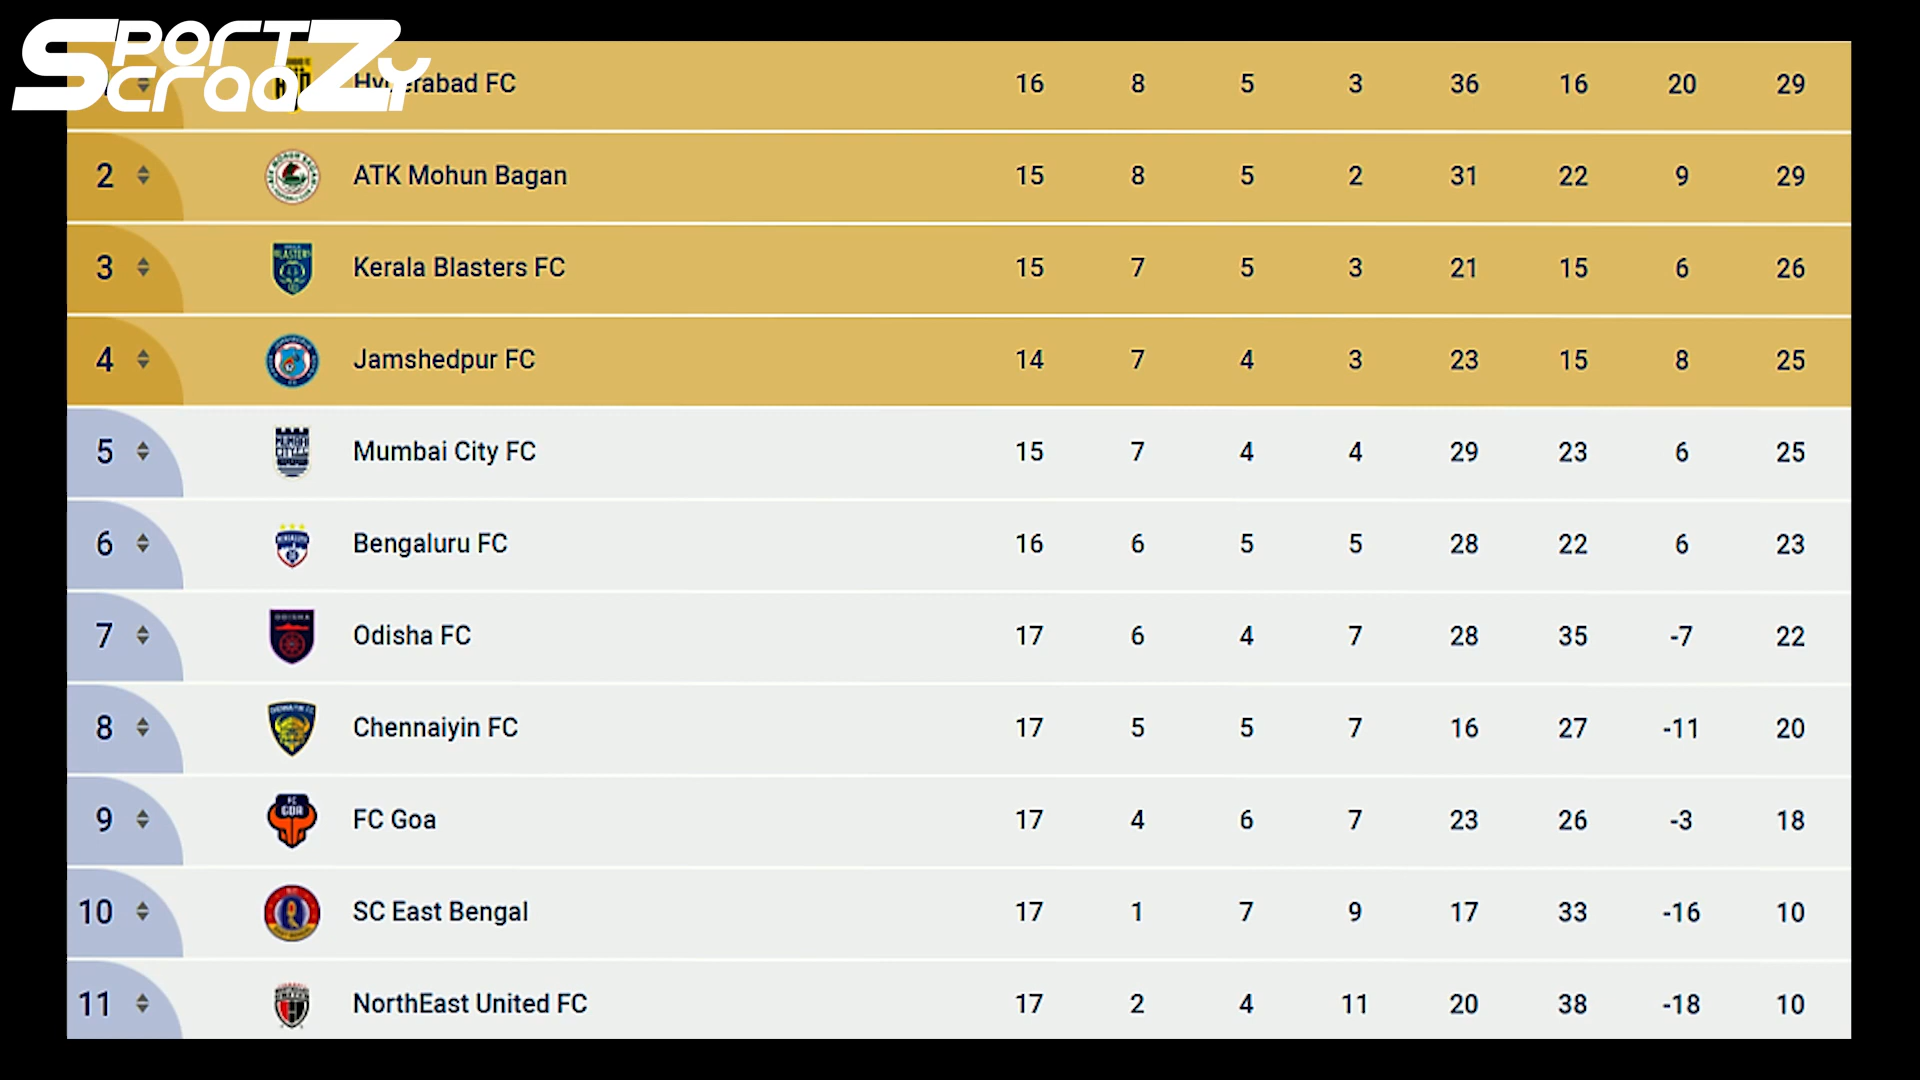 SPORTZY
SCRAAZY
Hyderabad FC 16 8 5 3 36 16 20 29
2 ATK Mohun Bagan 15 8 5 2 31 22 9 29
3 Kerala Blasters FC 15 7 5 3 21 15 6 26
4 Jamshedpur FC 14 7 4 3 23 15 8 25
5 Mumbai City FC 15 7 4 4 29 23 6 25
6 Bengaluru FC 16 6 5 5 28 22 6 23
7 Odisha FC 17 6 4 7 28 35 -7 22
8 Chennaiyin FC 17 5 5 7 16 27 -11 20
9 FC GOA FC Goa 17 4 6 7 23 26 -3 18
10 SC East Bengal 17 1 7 9 17 33 -16 10
11 NorthEast United FC 17 2 4 11 20 38 -18 10